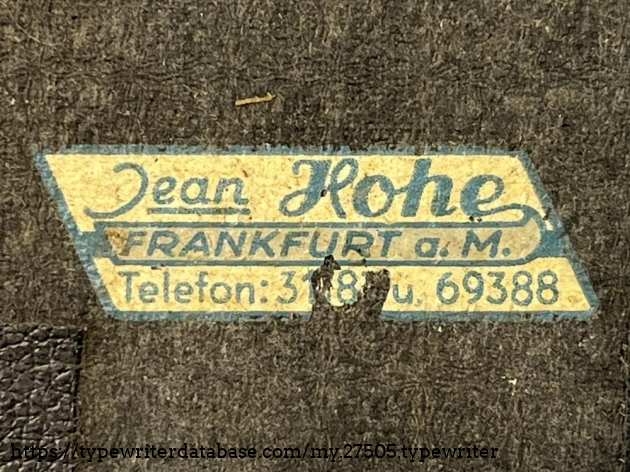 Jean Hohe
FRANKFURT a. M.
Telefon: u. 69388
https://typewriterdatabase.com/my.27505.typewriter